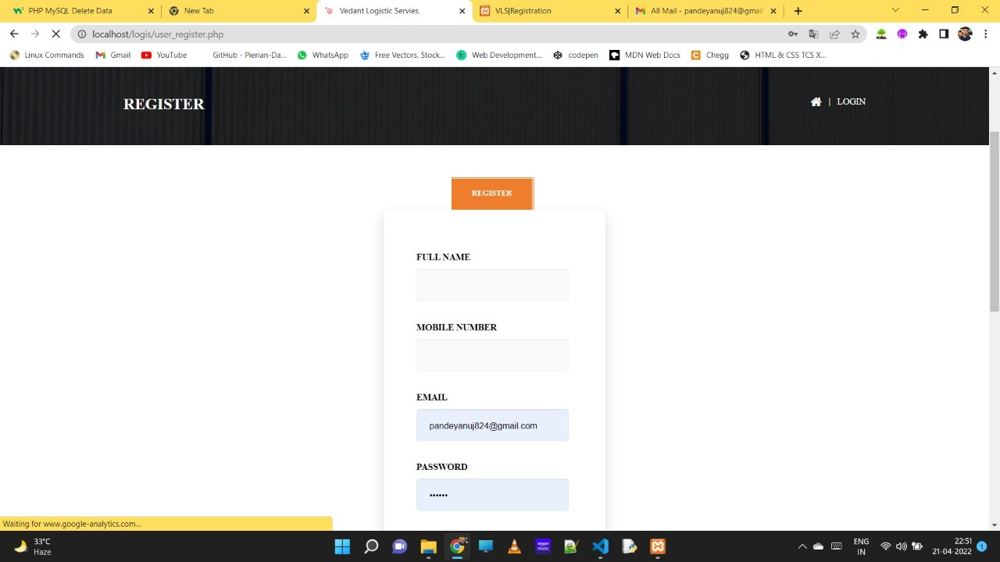 PHP MySQL Delete Data
New Tab
Vedant Logistic Servies.
VLS|Registration
All Mail - pandeyanuj824@gmail
localhost/logis/user_register.php
Linux Commands
Gmail
YouTube
GitHub - Pierian-Da...
WhatsApp
Free Vectors, Stock...
Web Development...
codepen
MDN Web Docs
Chegg
HTML & CSS TCS X...
REGISTER
| LOGIN
REGISTER
FULL NAME
MOBILE NUMBER
EMAIL
pandeyanuj824@gmail.com
PASSWORD
••••••
Waiting for www.google-analytics.com...
33°C
Haze
ENG
IN
22:51
21-04-2022
1